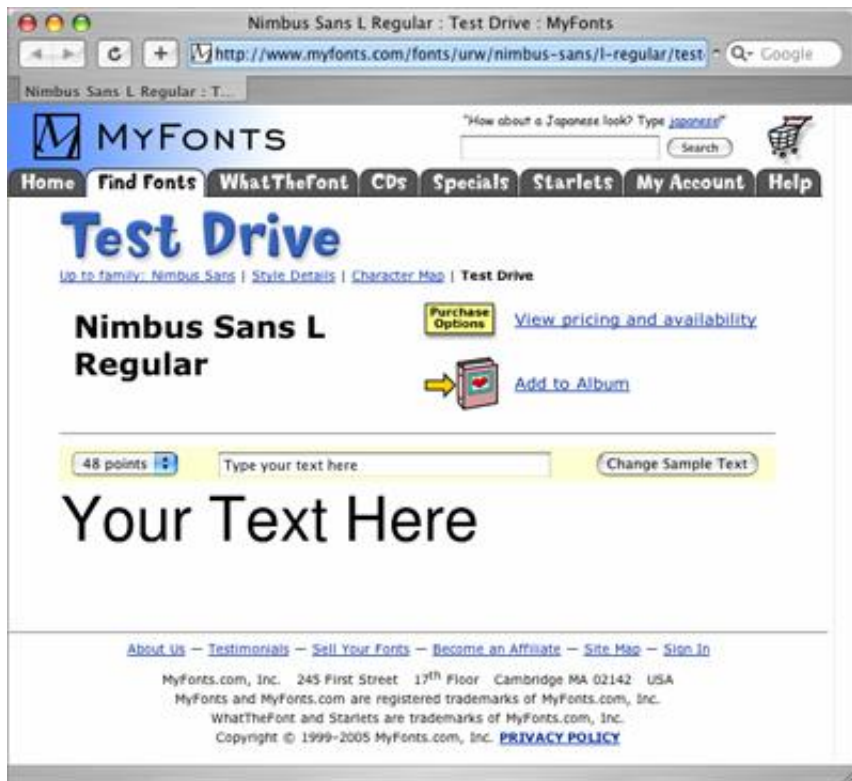 Nimbus Sans L Regular : Test Drive : MyFonts
http://www.myfonts.com/fonts/urw/nimbus-sans/l-regular/test Google
Nimbus Sans L Regular : T...
"How about a Japanese look? Type japanese!"
MYFONTS
Search
Home Find Fonts WhatTheFont CDs Specials Starlets My Account Help
Test Drive
Up to family: Nimbus Sans | Style Details | Character Map | Test Drive
Nimbus Sans L
Regular
Purchase
Options
View pricing and availability
Add to Album
48 points Type your text here Change Sample Text
Your Text Here
About Us — Testimonials — Sell Your Fonts — Become an Affiliate — Site Map — Sign In
MyFonts.com, Inc. 245 First Street 17th Floor Cambridge MA 02142 USA
MyFonts and MyFonts.com are registered trademarks of MyFonts.com, Inc.
WhatTheFont and Starlets are trademarks of MyFonts.com, Inc.
Copyright © 1999-2005 MyFonts.com, Inc. PRIVACY POLICY